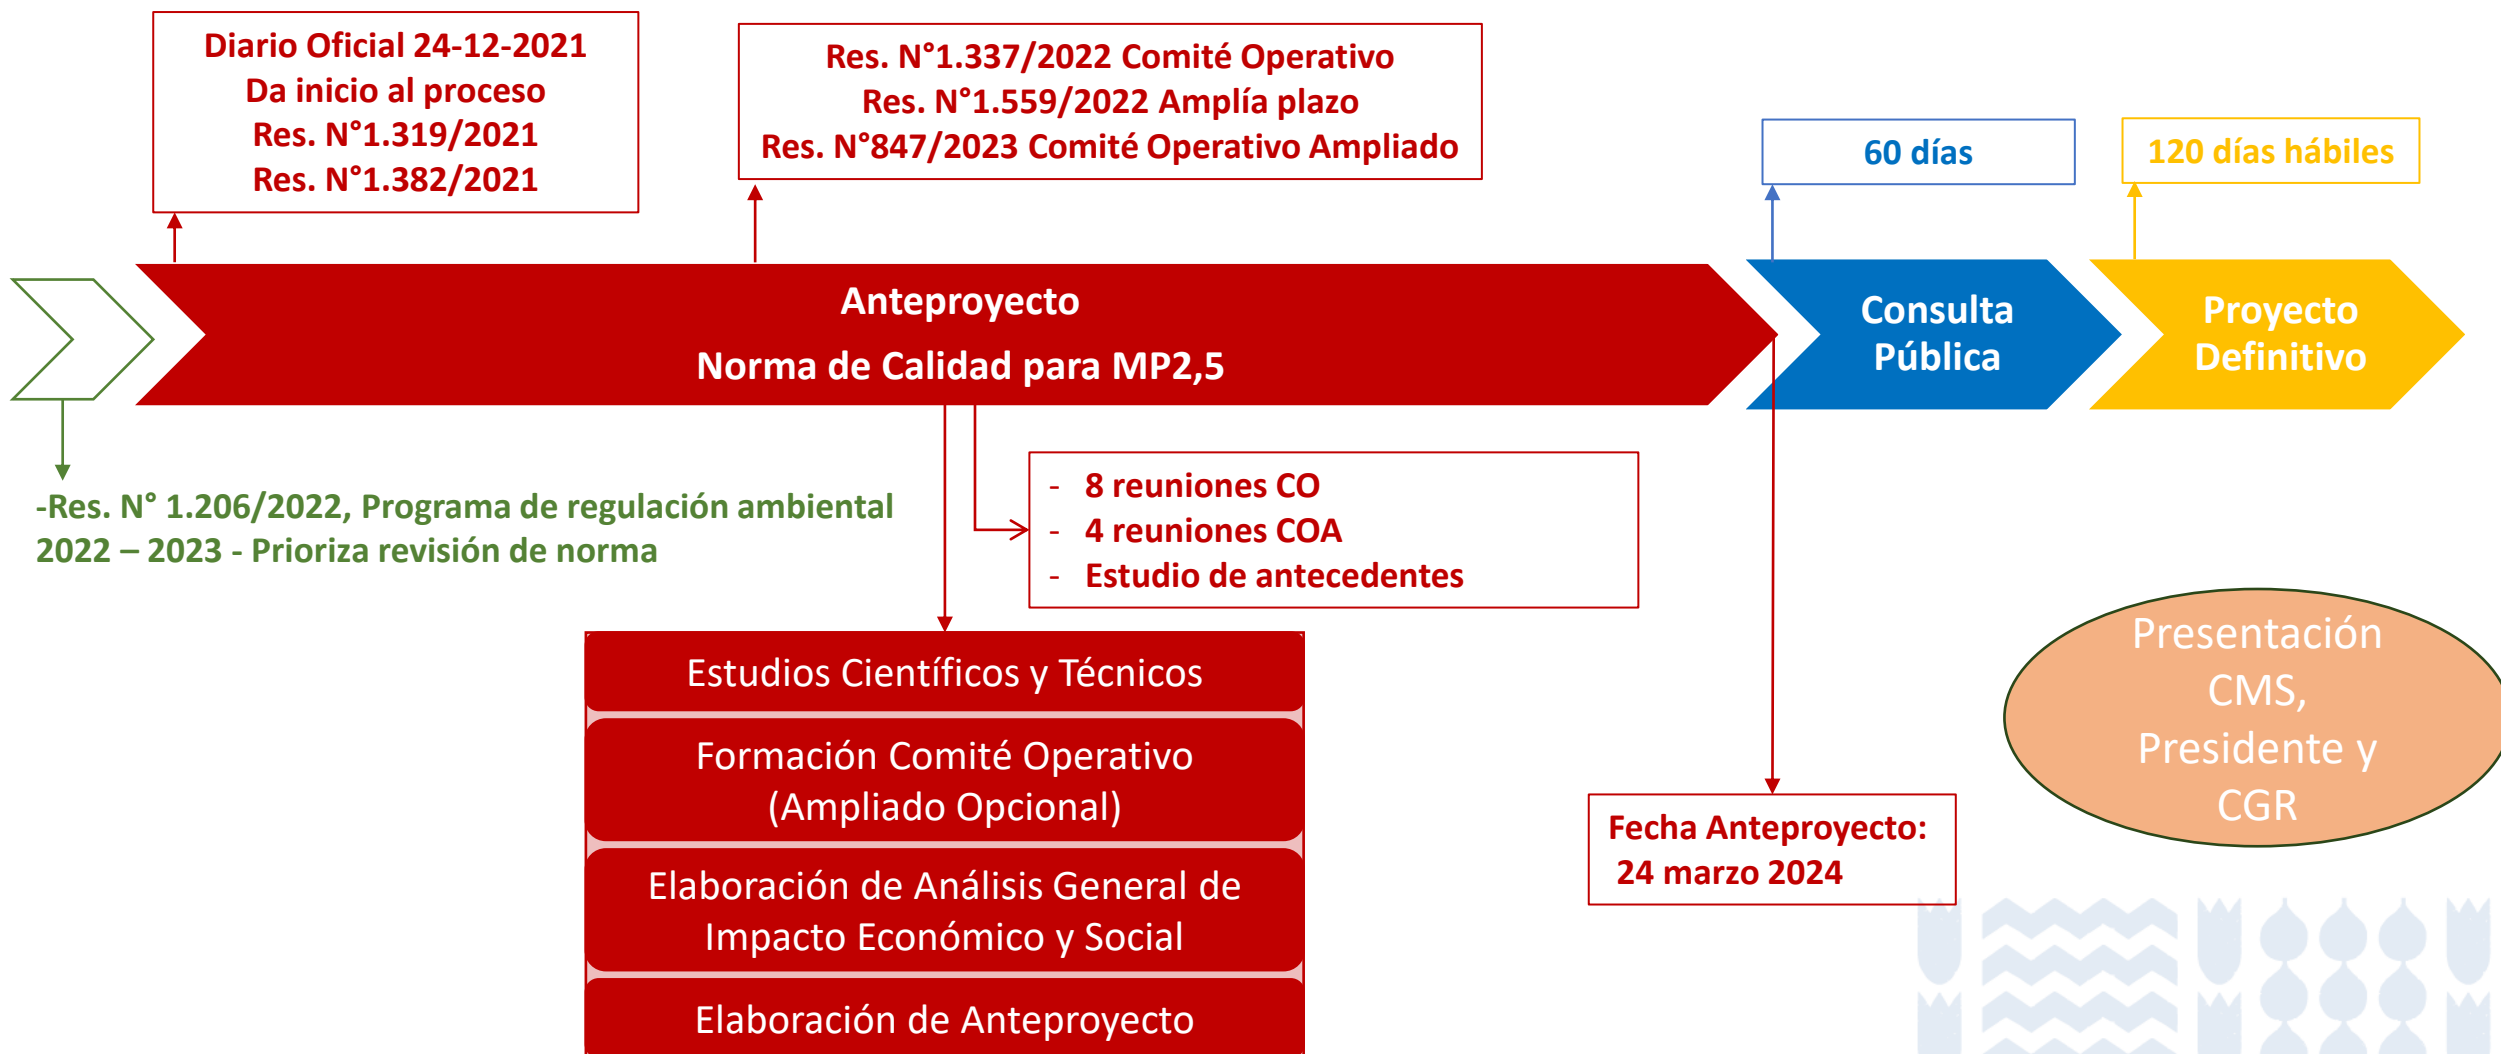 Diario Oficial 24-12-2021
Da inicio al proceso
Res. N°1.319/2021
Res. N°1.382/2021
Res. N°1.337/2022 Comité Operativo
Res. N°1.559/2022 Amplía plazo
Res. N°847/2023 Comité Operativo Ampliado
60 días
120 días hábiles
Anteproyecto
Norma de Calidad para MP2,5
Consulta
Pública
Proyecto
Definitivo
-Res. N° 1.206/2022, Programa de regulación ambiental
2022 – 2023 - Prioriza revisión de norma
- 8 reuniones CO
- 4 reuniones COA
- Estudio de antecedentes
Estudios Científicos y Técnicos
Formación Comité Operativo
(Ampliado Opcional)
Elaboración de Análisis General de
Impacto Económico y Social
Elaboración de Anteproyecto
Fecha Anteproyecto:
24 marzo 2024
Presentación
CMS,
Presidente y
CGR